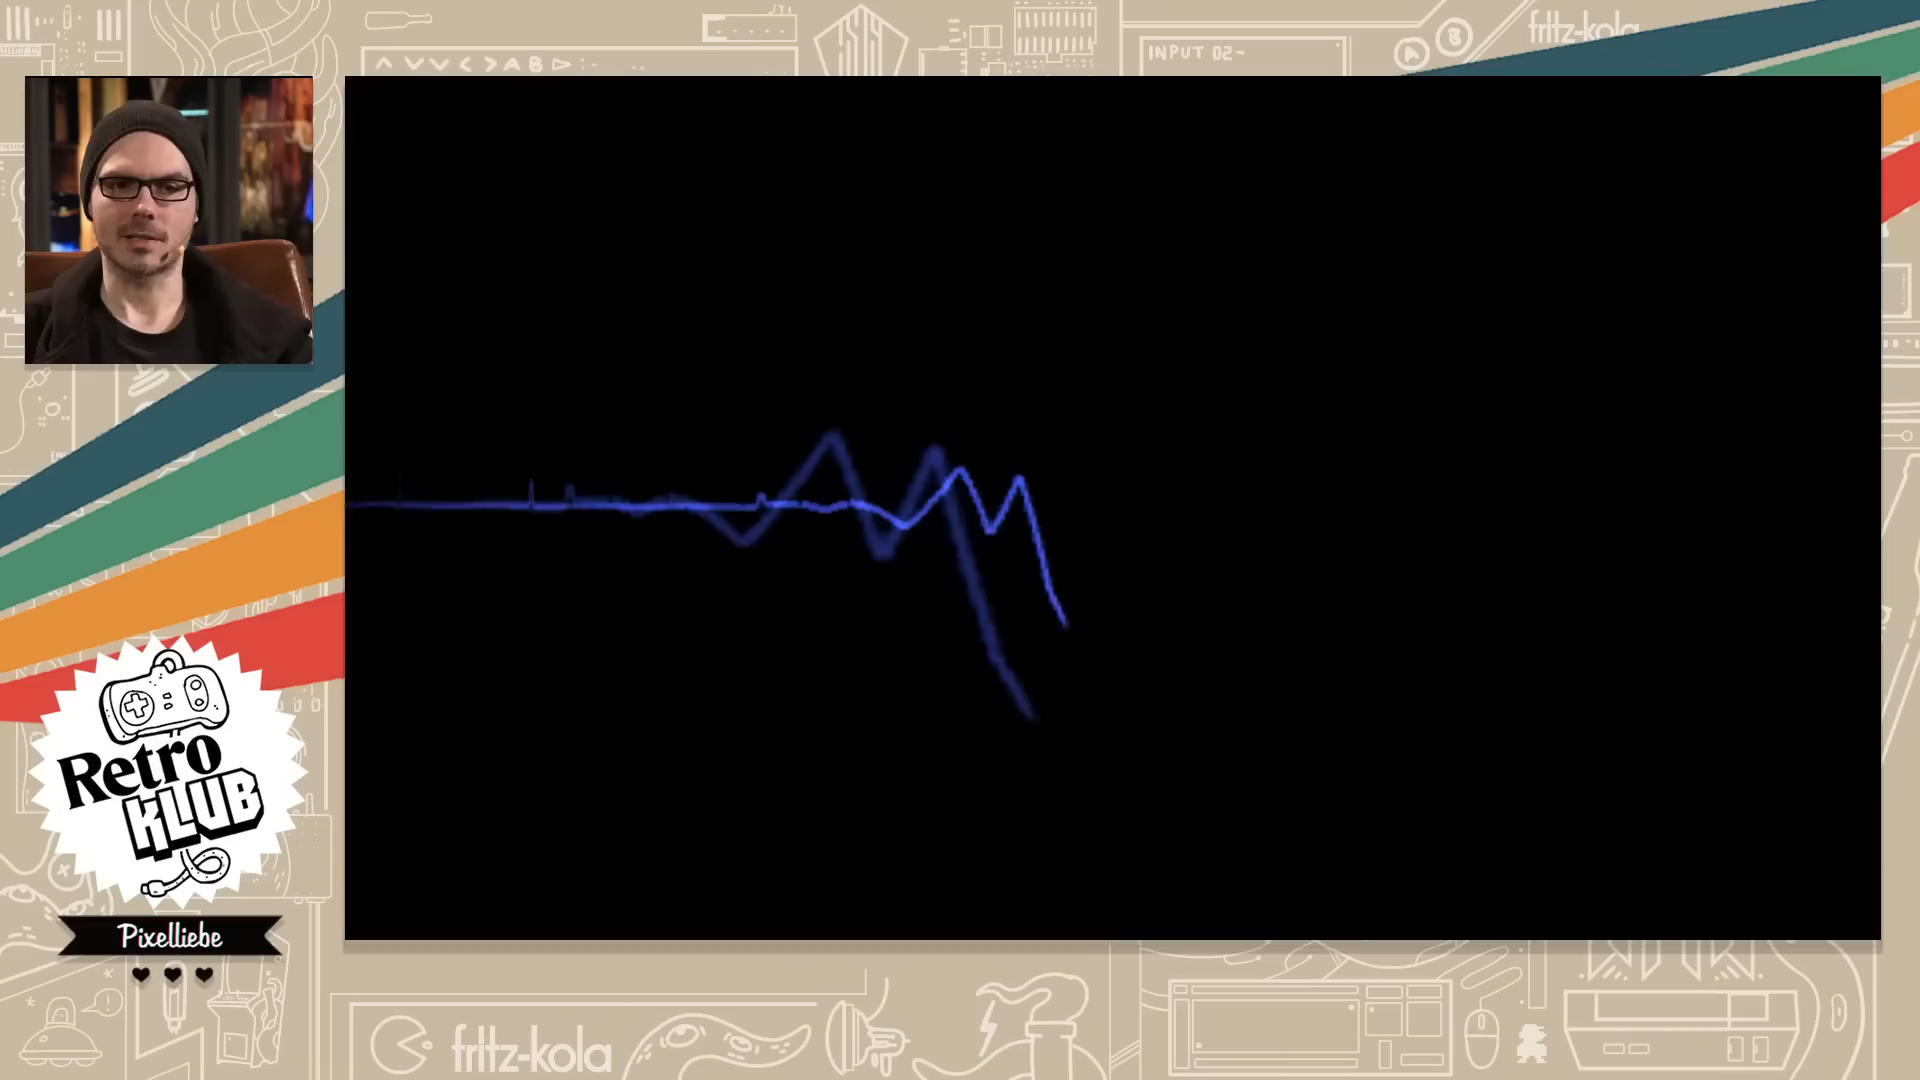 fritz-kola
INPUT 02-
A
B
Retro
KLUB
Pixelliebe
fritz-kola